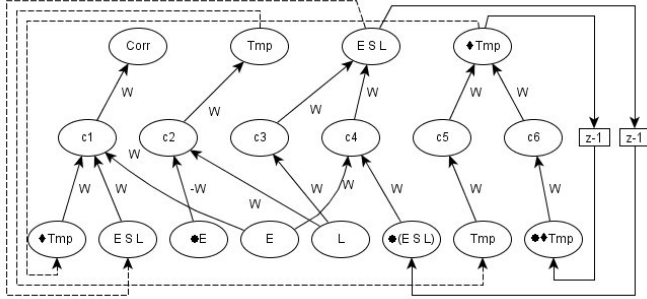 Corr Tmp E S L ♦Tmp
W W W W W W
c1 c2 c3 c4 c5 c6 z-1 z-1
W W W -W W W W W W W
♦Tmp E S L ●E E L ●(E S L) Tmp ●♦Tmp